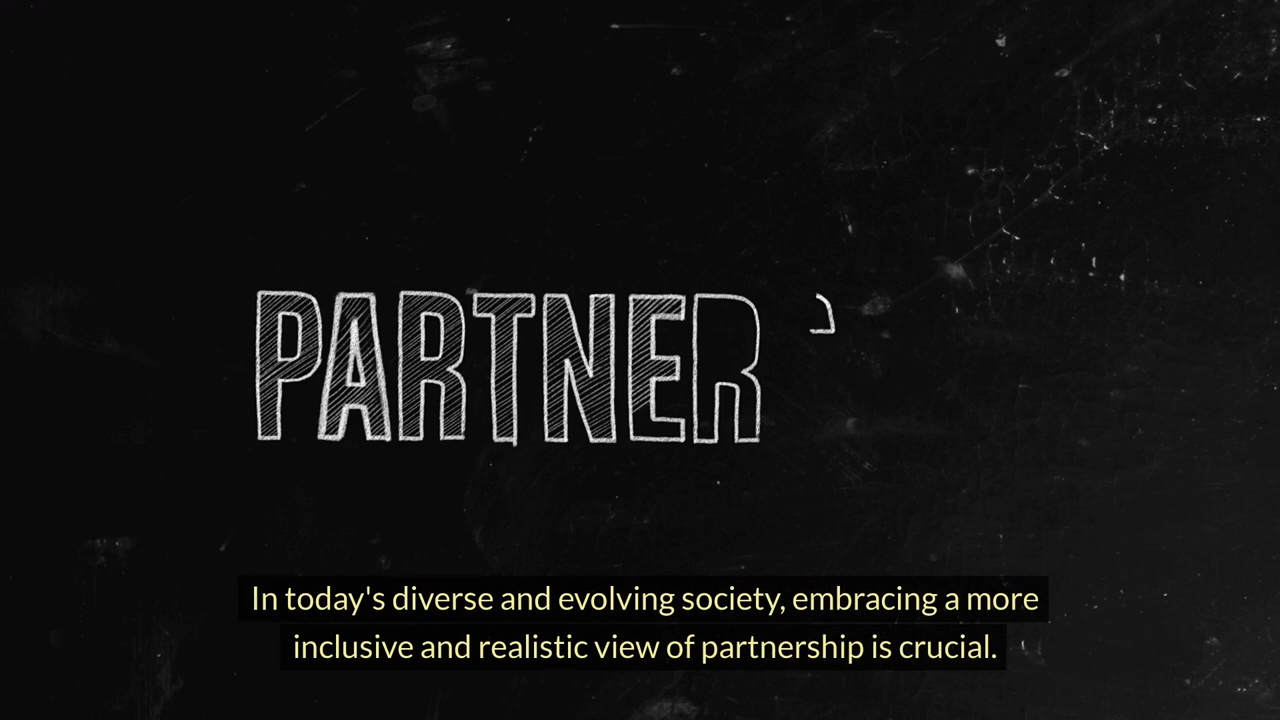 PARTNER
In today's diverse and evolving society, embracing a more
inclusive and realistic view of partnership is crucial.